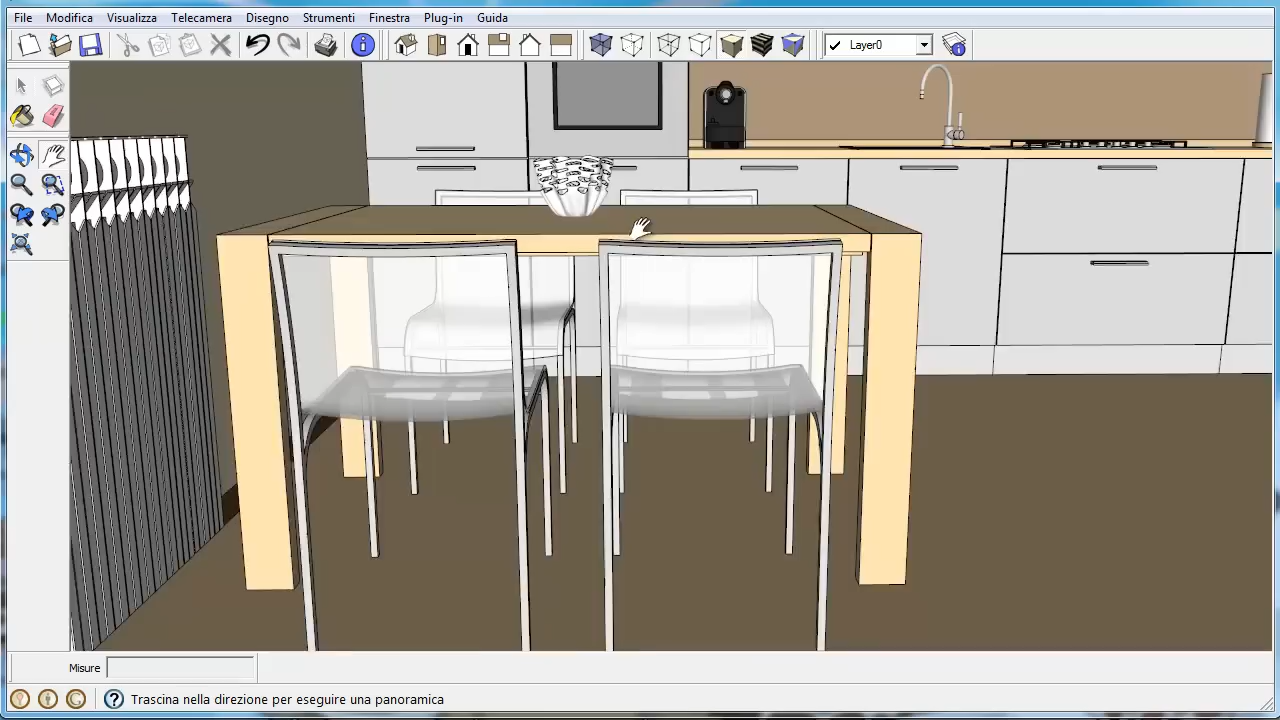 File Modifica Visualizza Telecamera Disegno Strumenti Finestra Plug-in Guida
Layer0
Misure
Trascina nella direzione per eseguire una panoramica